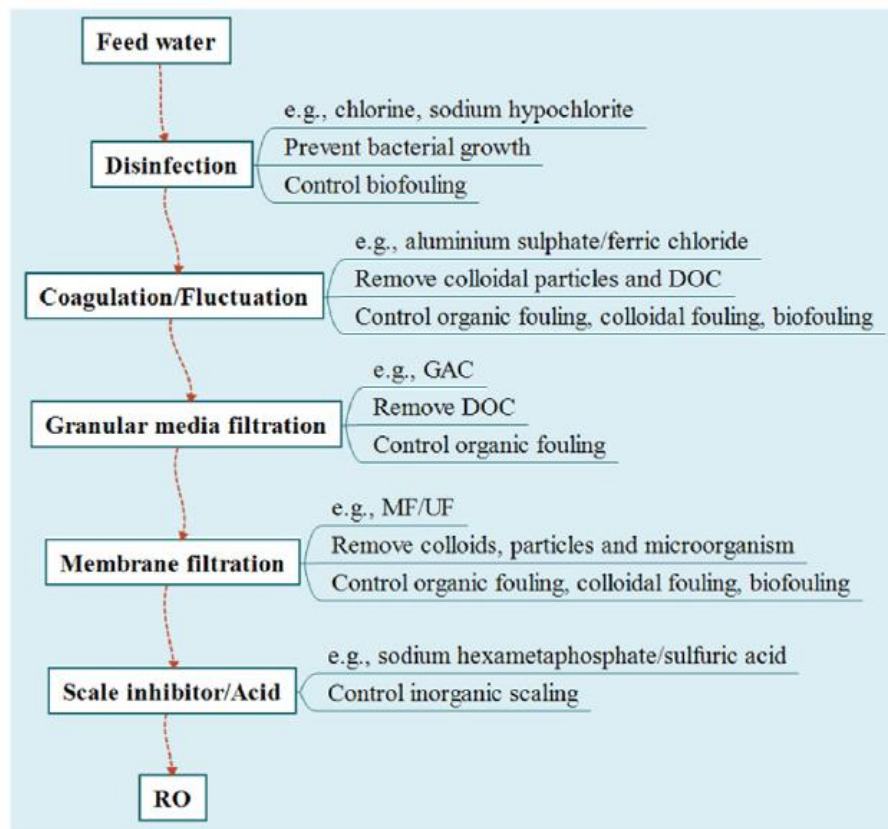 Feed water
e.g., chlorine, sodium hypochlorite
Disinfection
Prevent bacterial growth
Control biofouling
e.g., aluminium sulphate/ferric chloride
Coagulation/Fluctuation
Remove colloidal particles and DOC
Control organic fouling, colloidal fouling, biofouling
e.g., GAC
Granular media filtration
Remove DOC
Control organic fouling
e.g., MF/UF
Membrane filtration
Remove colloids, particles and microorganism
Control organic fouling, colloidal fouling, biofouling
e.g., sodium hexametaphosphate/sulfuric acid
Scale inhibitor/Acid
Control inorganic scaling
RO